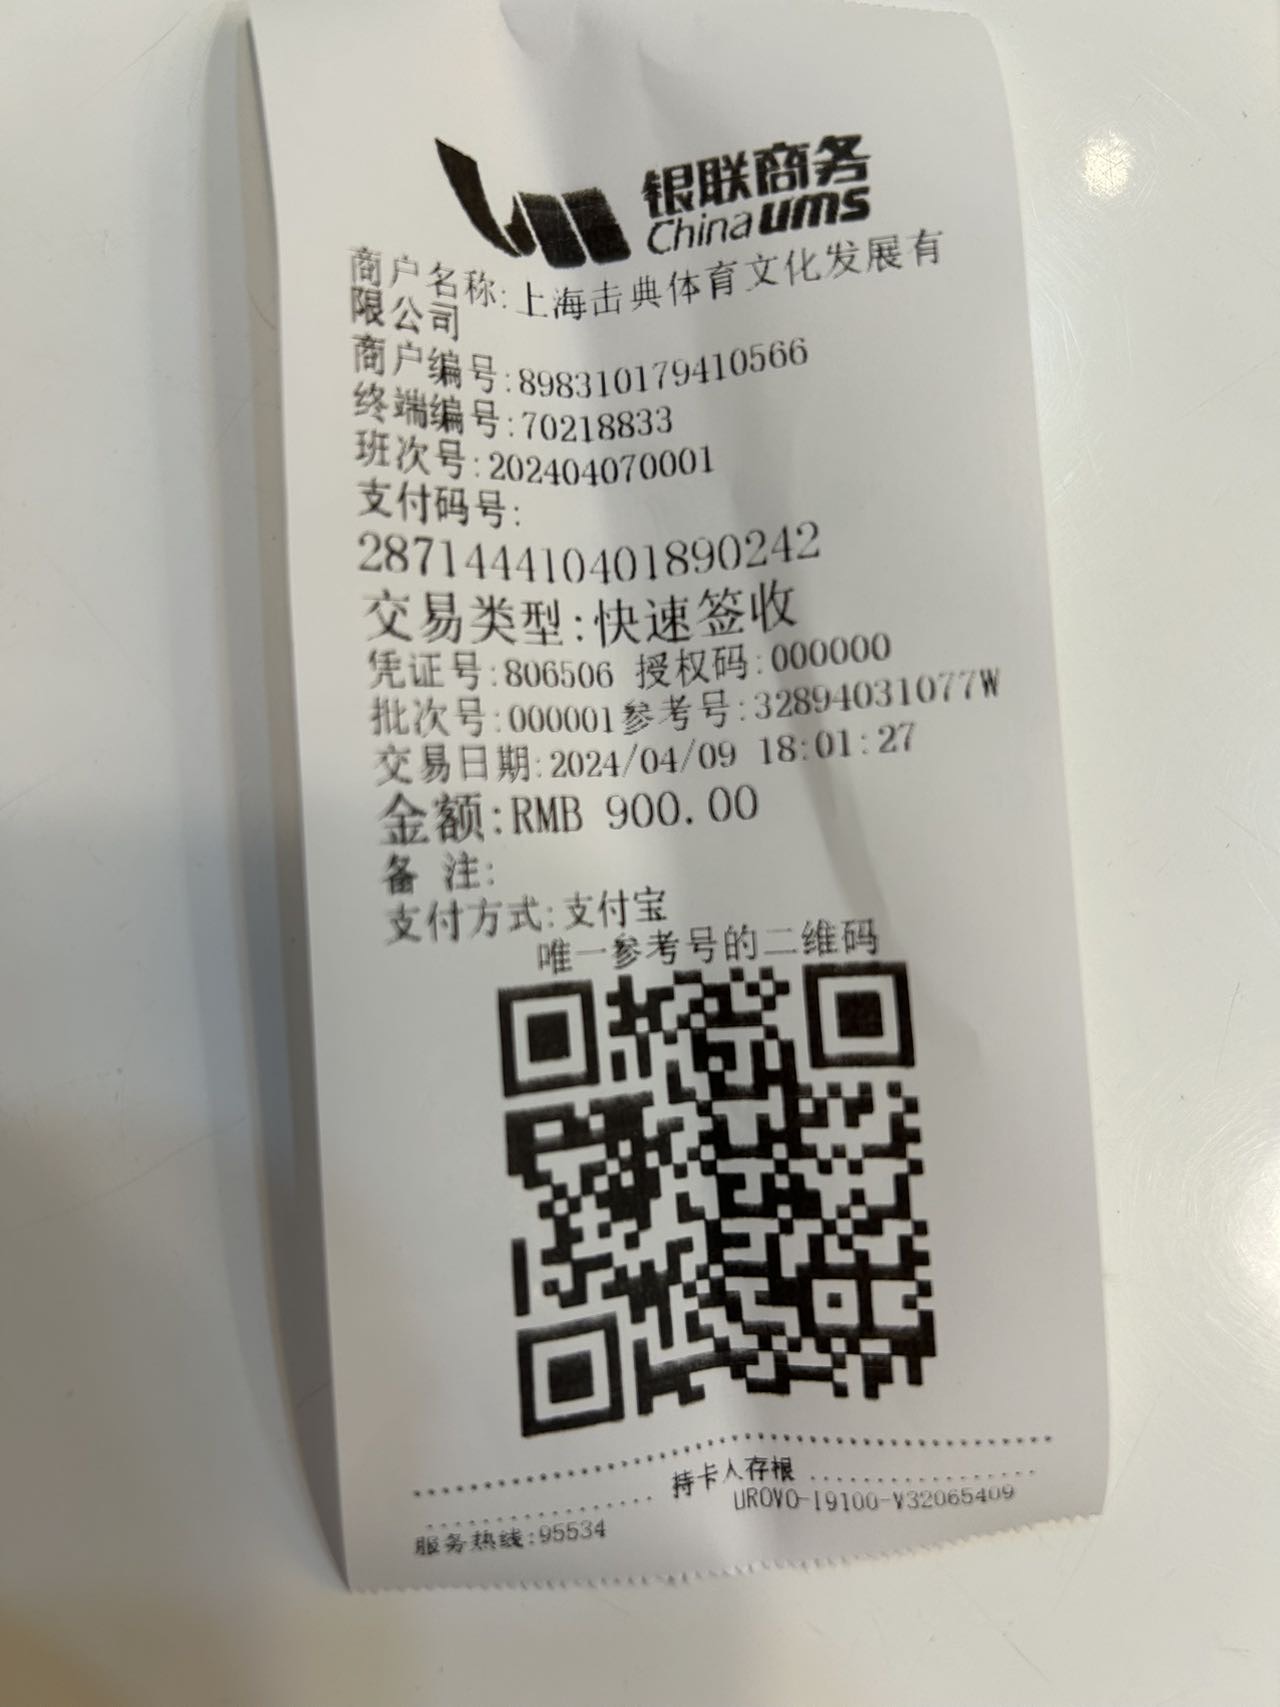 银联商务
Chinaums
商户名称:上海击典体育文化发展有
限公司
商户编号:898310179410566
终端编号:70218833
班次号:202404070001
支付码号:
287144410401890242
交易类型:快速签收
凭证号:806506 授权码:000000
批次号:000001参考号:32894031077W
交易日期:2024/04/09 18:01:27
金额:RMB 900.00
备 注:
支付方式:支付宝
唯一参考号的二维码
持卡人存根
UROVO-I9100-V32065409
服务热线:95534